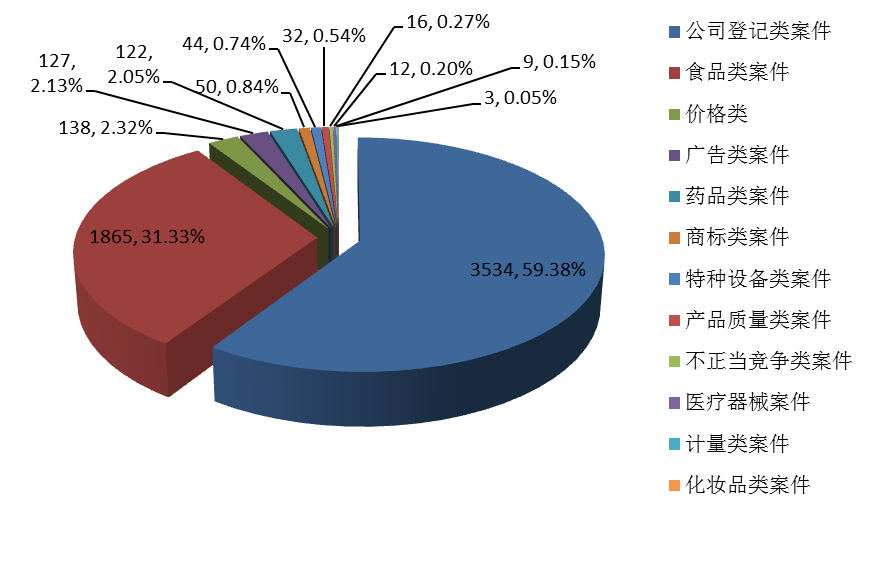 16, 0.27%
32, 0.54%
44, 0.74%
122,
2.05%
127,
2.13%
12, 0.20%
9, 0.15%
50, 0.84%
3, 0.05%
138, 2.32%
1865, 31.33%
3534, 59.38%
公司登记类案件
食品类案件
价格类
广告类案件
药品类案件
商标类案件
特种设备类案件
产品质量类案件
不正当竞争类案件
医疗器械案件
计量类案件
化妆品类案件